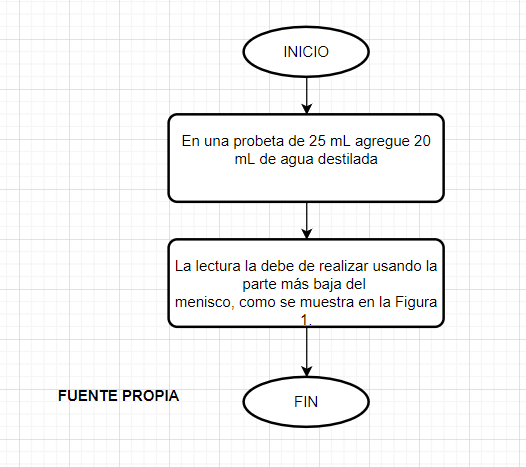 INICIO
En una probeta de 25 mL agregue 20
mL de agua destilada
La lectura la debe de realizar usando la
parte más baja del
menisco, como se muestra en la Figura
1.
FUENTE PROPIA
FIN